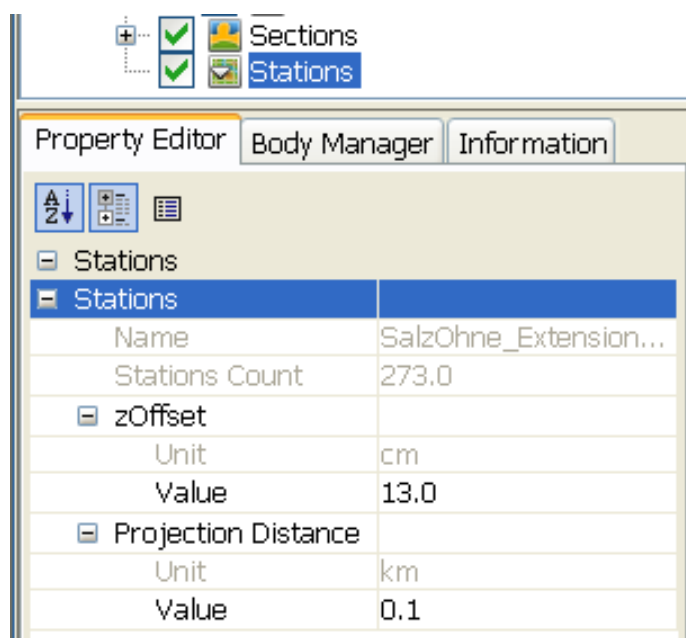 Sections
Stations
Property Editor Body Manager Information
A Z
Stations
Stations
Name SalzOhne_Extension...
Stations Count 273.0
zOffset
Unit cm
Value 13.0
Projection Distance
Unit km
Value 0.1